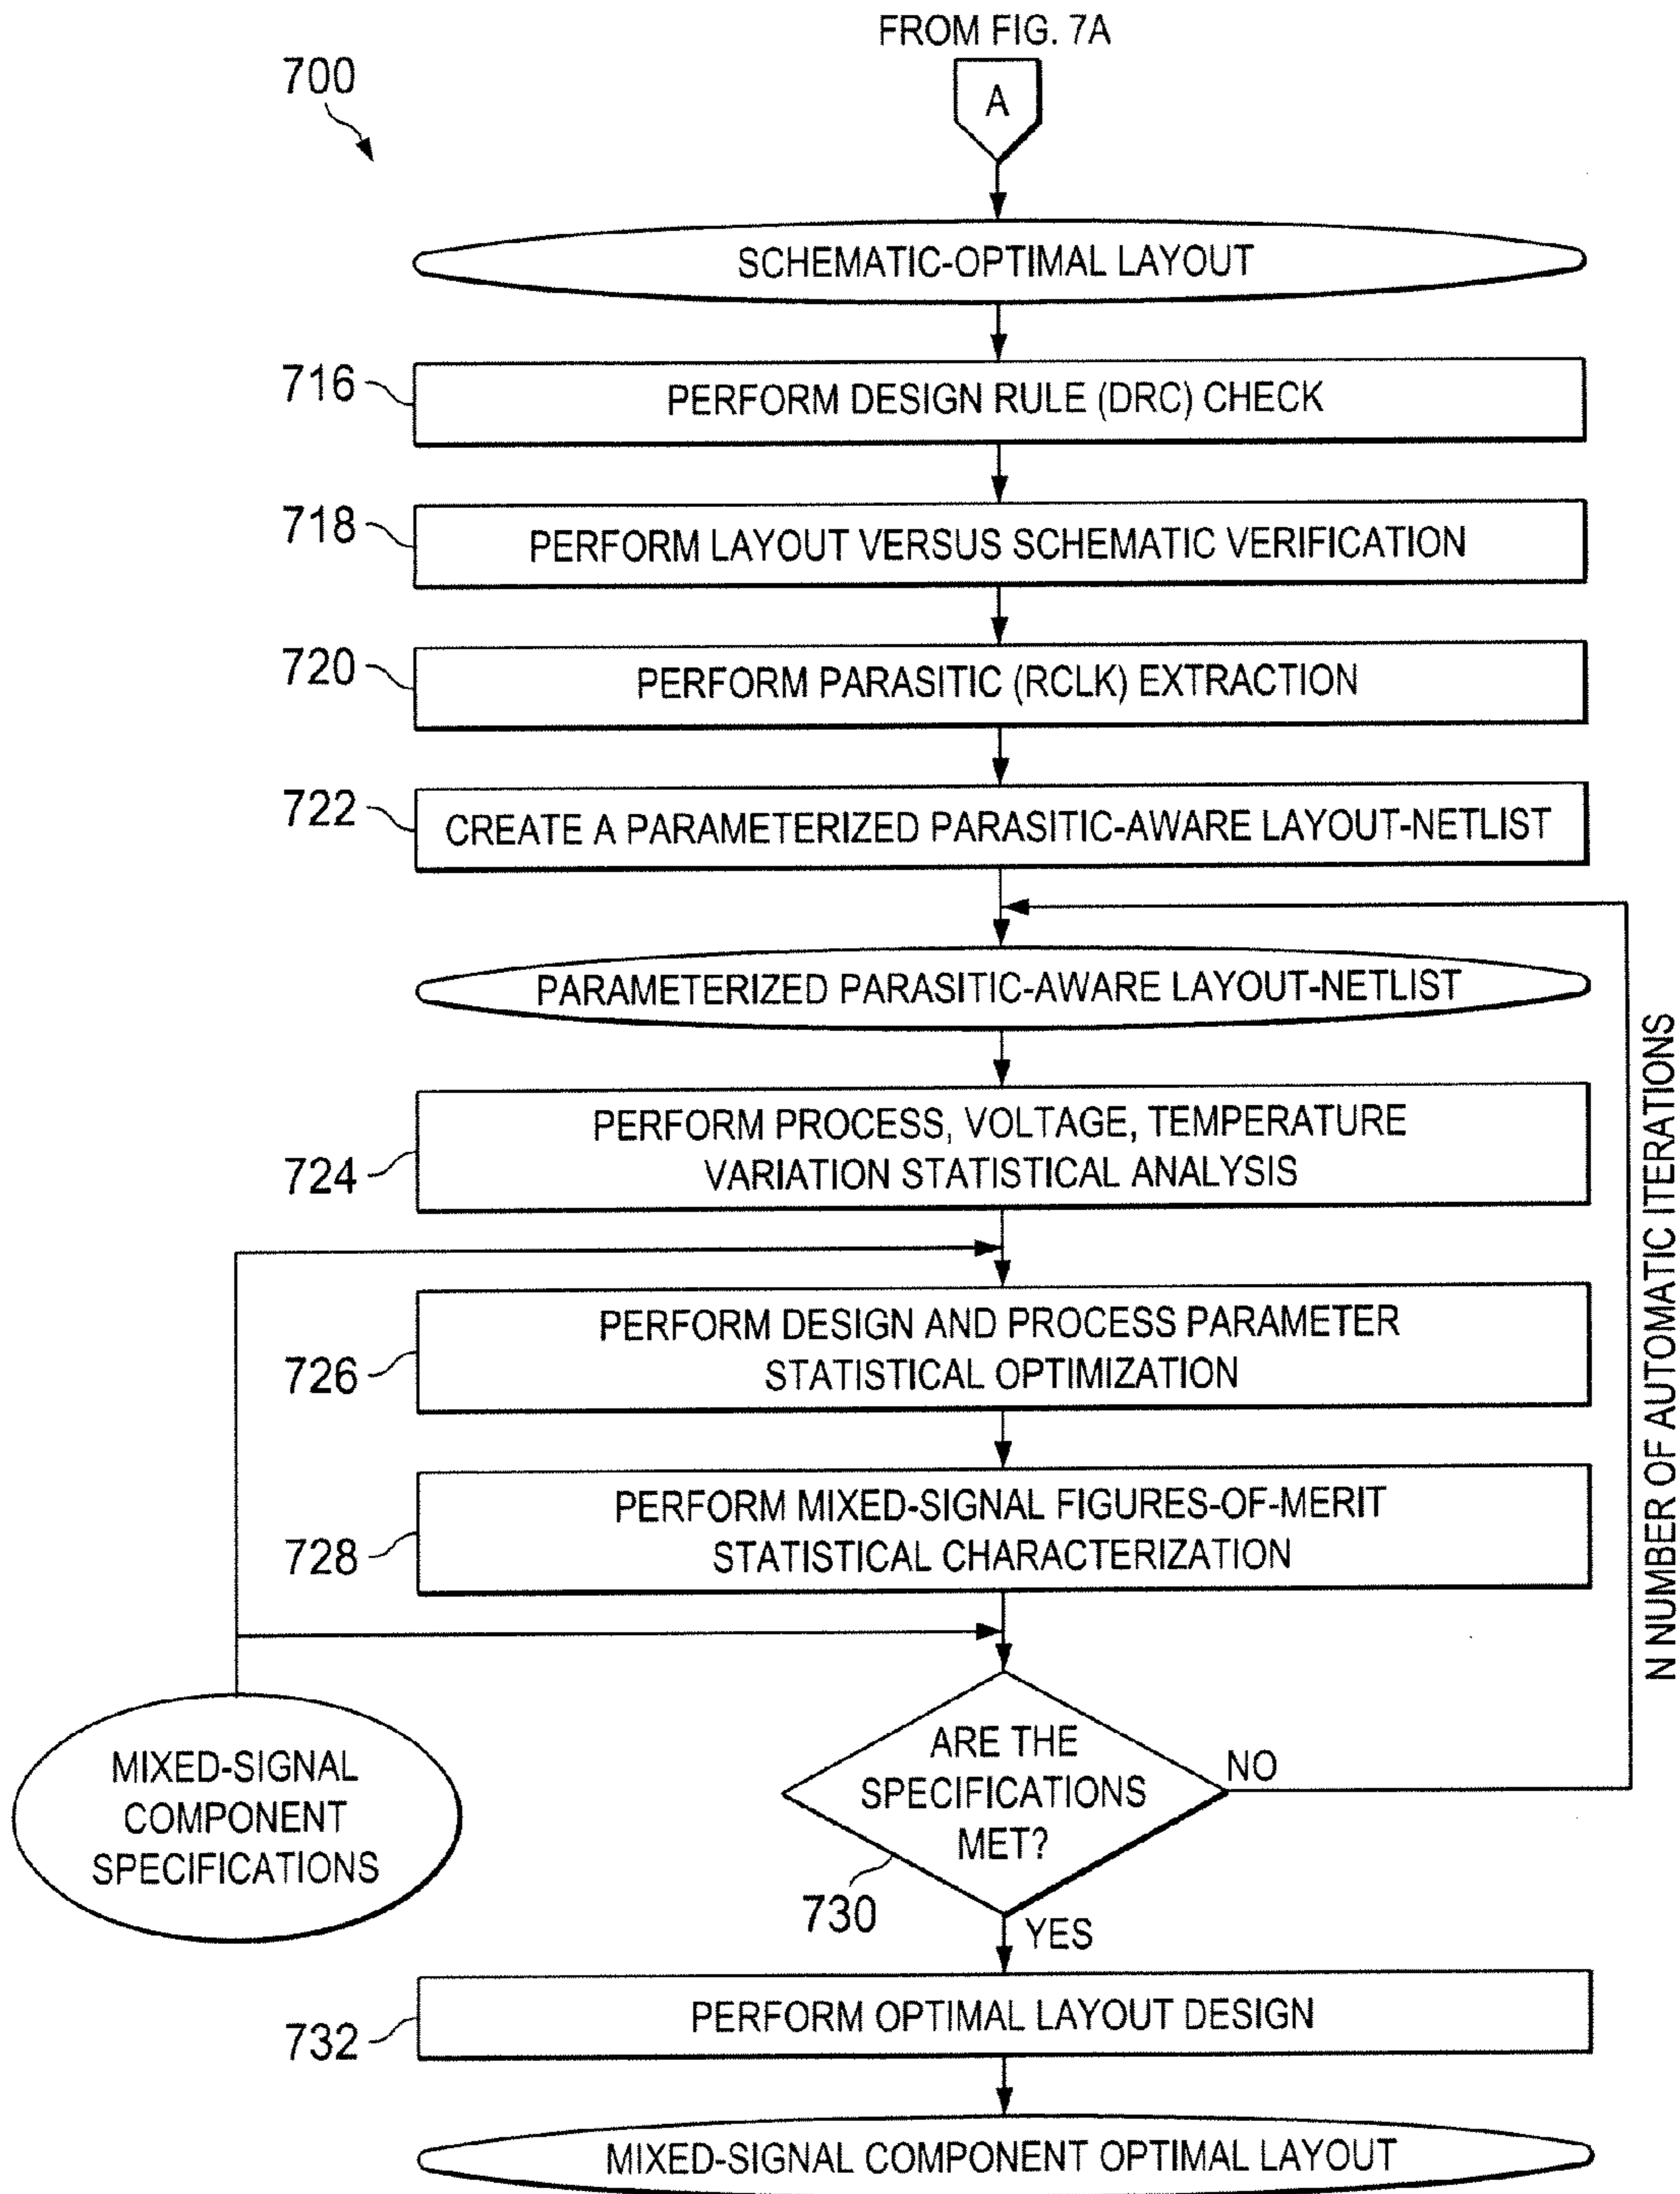 FROM FIG. 7A
700
A
SCHEMATIC-OPTIMAL LAYOUT
716
PERFORM DESIGN RULE (DRC) CHECK
718
PERFORM LAYOUT VERSUS SCHEMATIC VERIFICATION
720
PERFORM PARASITIC (RCLK) EXTRACTION
722
CREATE A PARAMETERIZED PARASITIC-AWARE LAYOUT-NETLIST
PARAMETERIZED PARASITIC-AWARE LAYOUT-NETLIST
724
PERFORM PROCESS, VOLTAGE, TEMPERATURE
VARIATION STATISTICAL ANALYSIS
726
PERFORM DESIGN AND PROCESS PARAMETER
STATISTICAL OPTIMIZATION
728
PERFORM MIXED-SIGNAL FIGURES-OF-MERIT
STATISTICAL CHARACTERIZATION
N NUMBER OF AUTOMATIC ITERATIONS
MIXED-SIGNAL
COMPONENT
SPECIFICATIONS
ARE THE
SPECIFICATIONS
MET?
NO
730
YES
732
PERFORM OPTIMAL LAYOUT DESIGN
MIXED-SIGNAL COMPONENT OPTIMAL LAYOUT